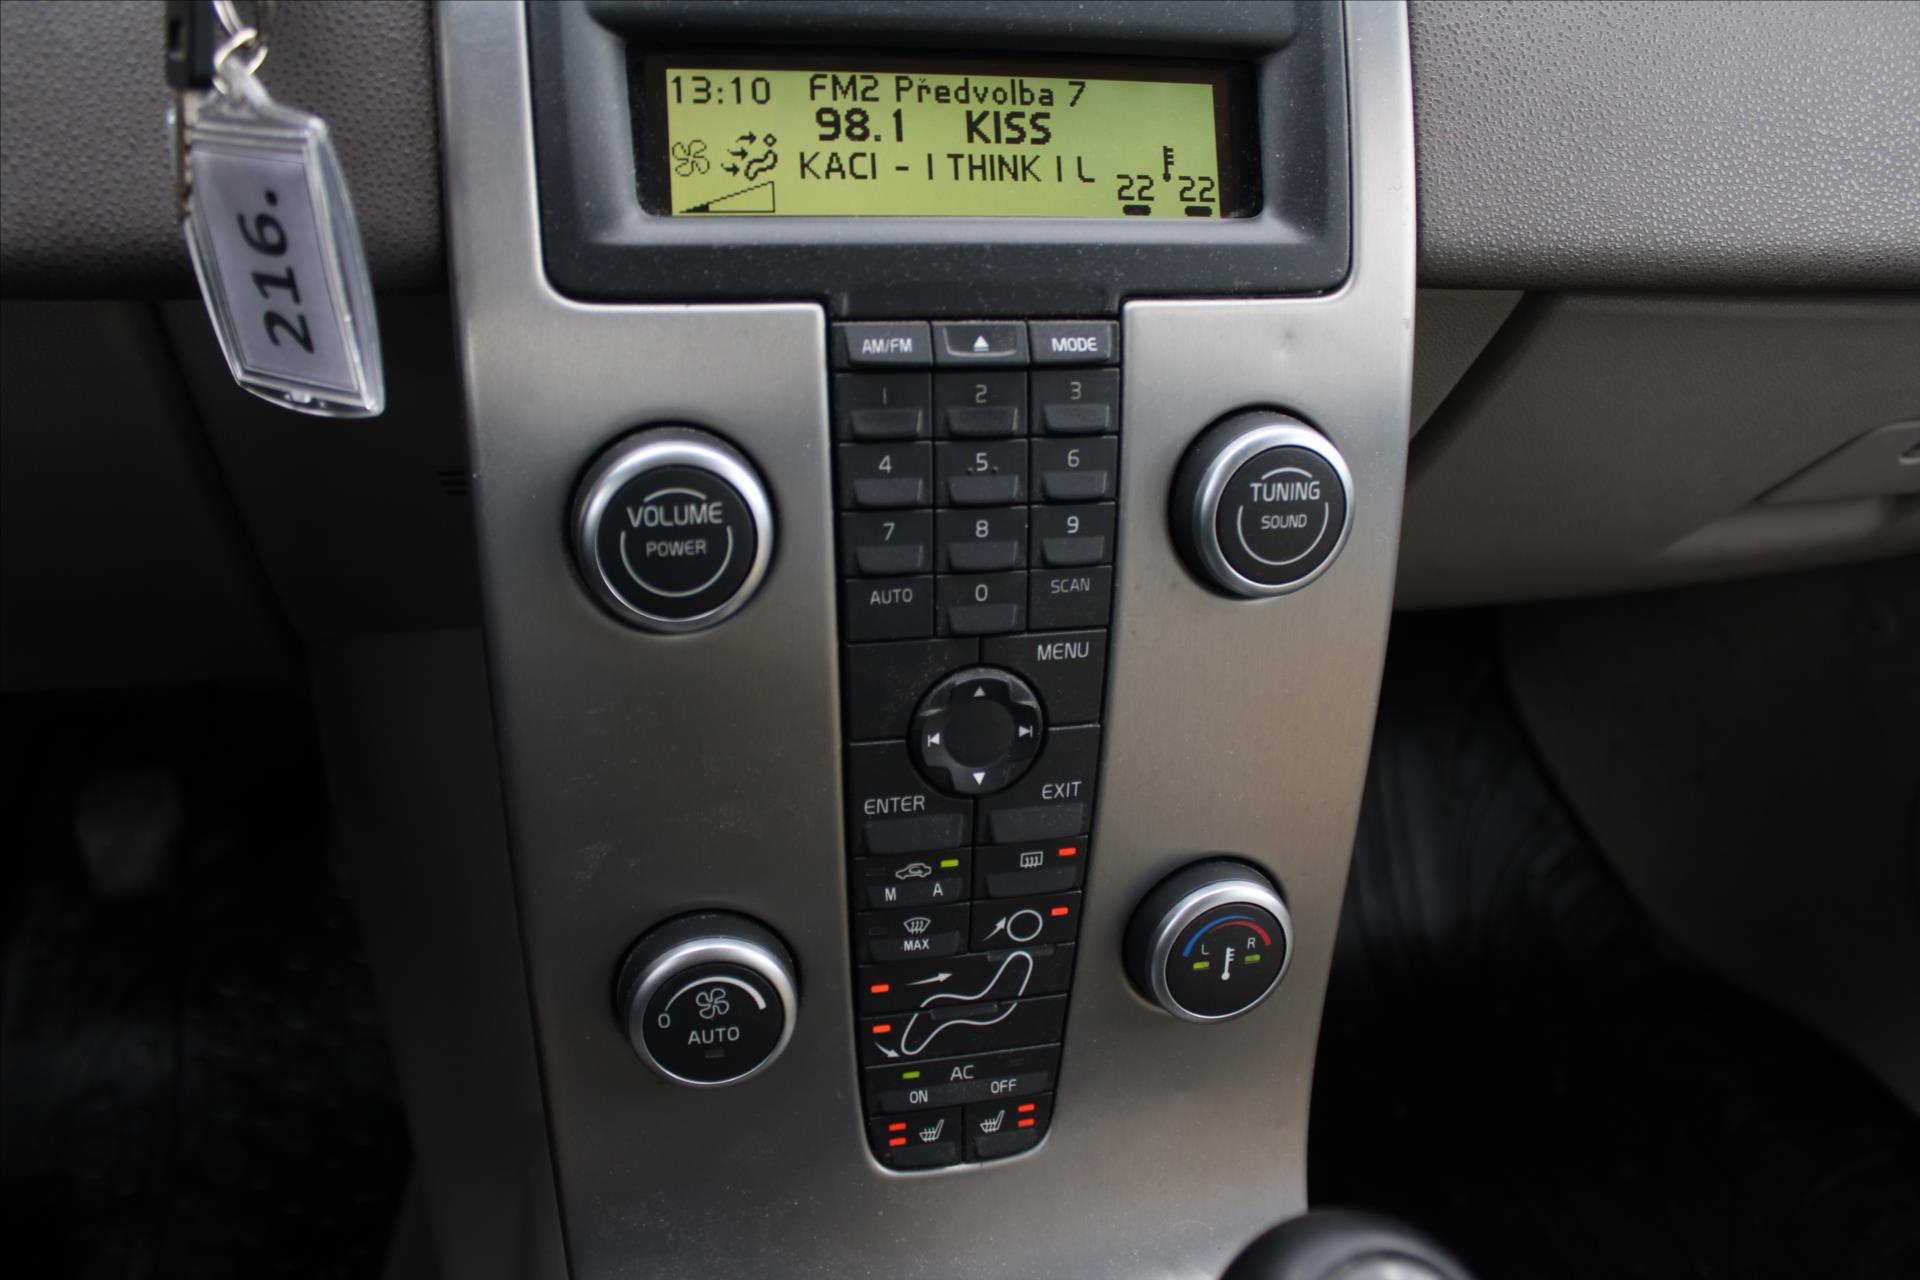 13:10 FM2 Předvolba 7
98.1 KISS
KACI - I THINK I L
22 22
216.
AM/FM MODE
1 2 3
4 5 6
7 8 9
AUTO 0 SCAN
VOLUME
POWER
TUNING
SOUND
MENU
ENTER EXIT
M A
MAX
0
AUTO
L R
AC
ON OFF